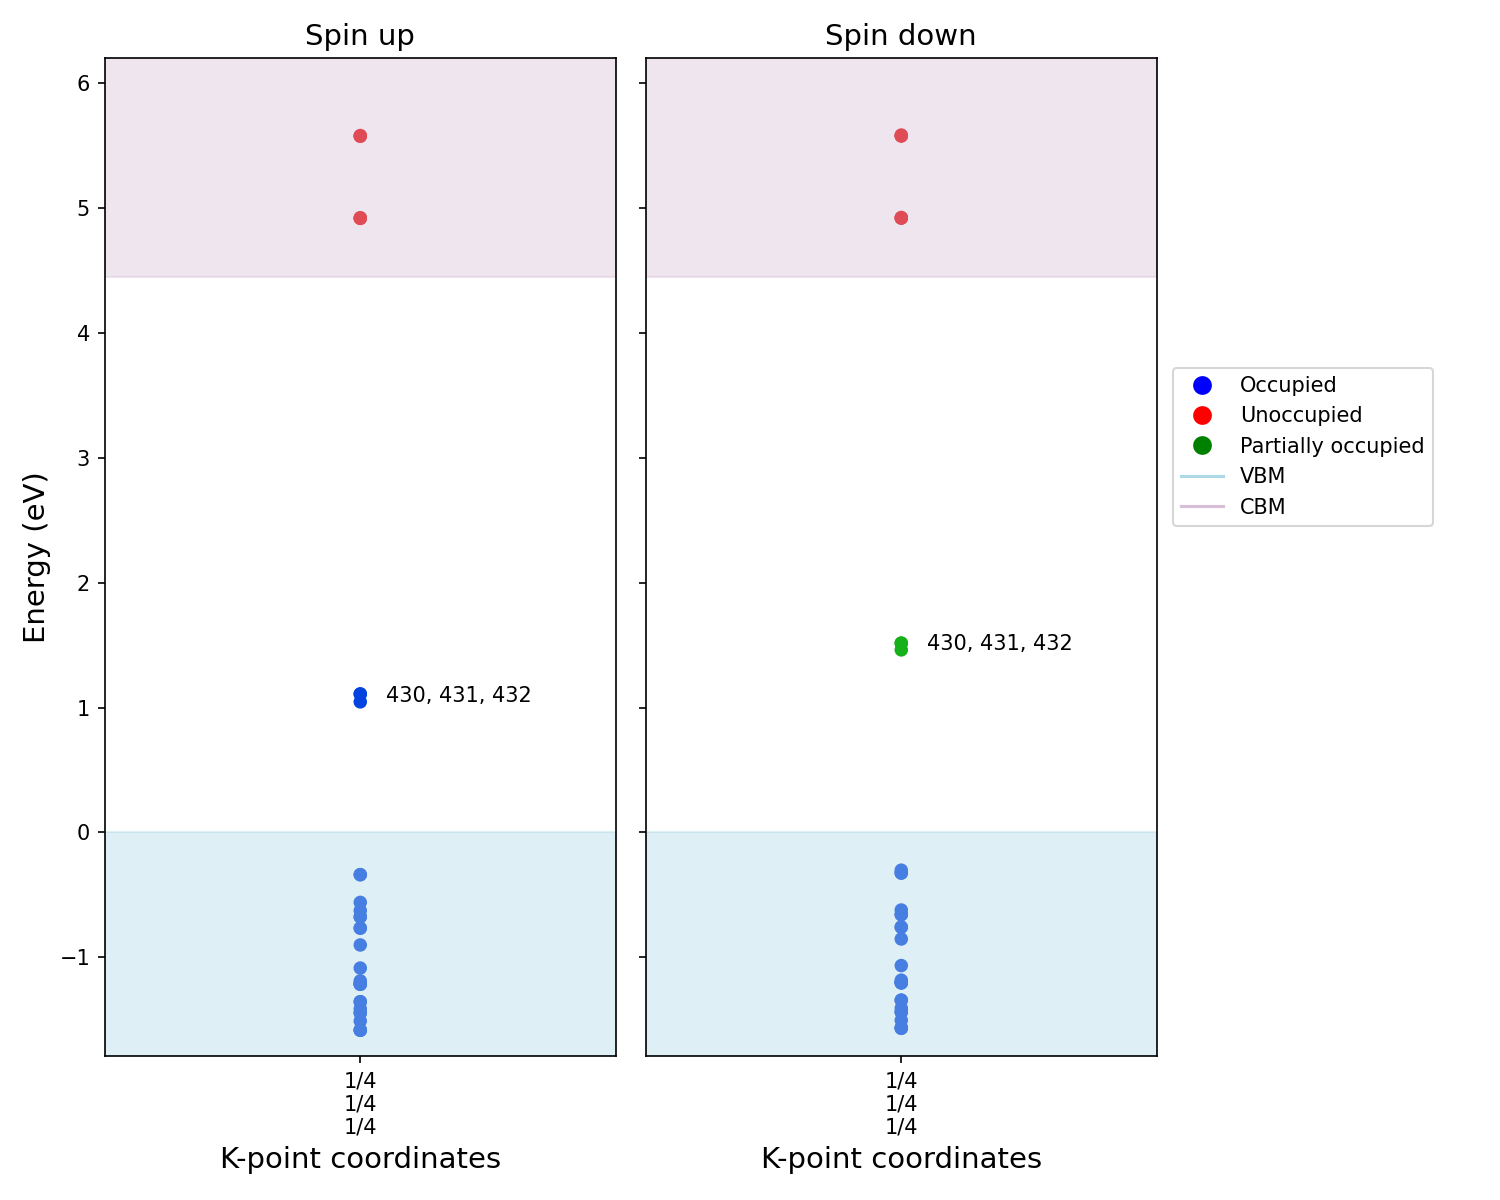 Spin up
Spin down
6
5
4
3
2
1
0
−1
Energy (eV)
430, 431, 432
430, 431, 432
Occupied
Unoccupied
Partially occupied
VBM
CBM
1/4
1/4
1/4
1/4
1/4
1/4
K-point coordinates
K-point coordinates